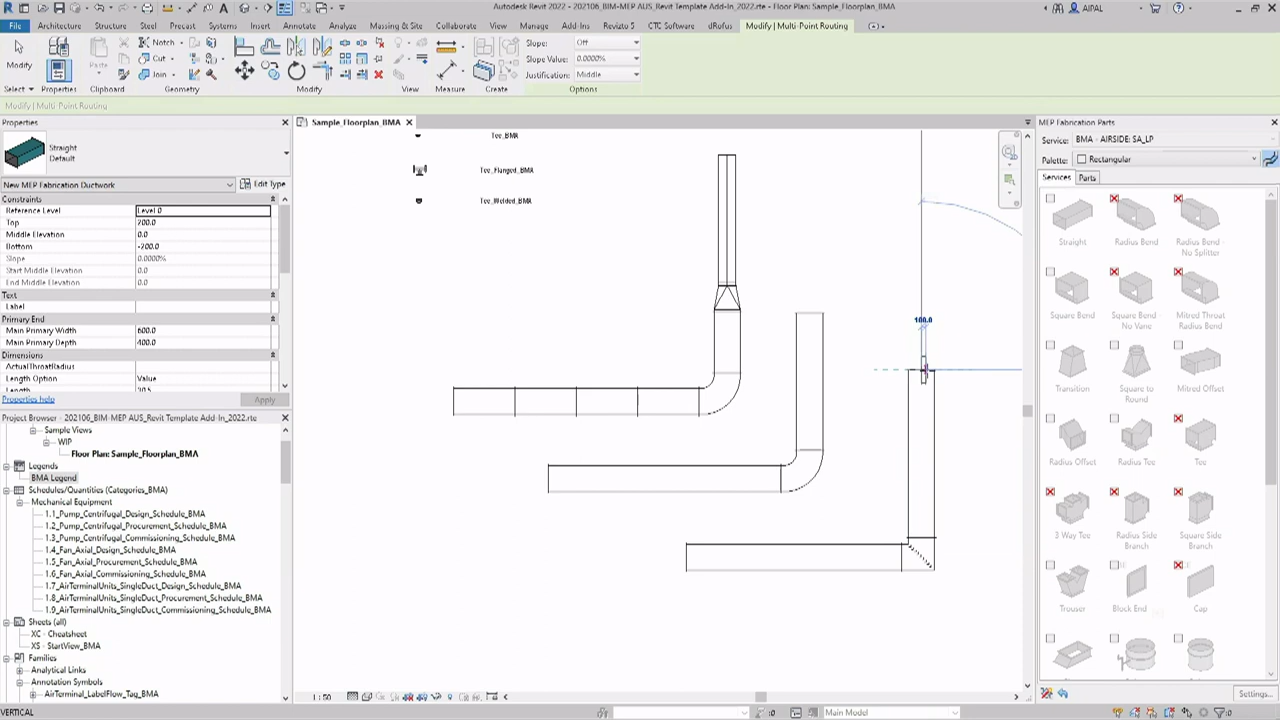 Autodesk Revit 2022 - 202106_BIM-MEP AUS_Revit Template Add-In_2022.rte - Floor Plan: Sample_Floorplan_BMA
AIPAL
File Architecture Structure Steel Precast Systems Insert Annotate Analyze Massing & Site Collaborate View Manage Add-Ins Revizto 5 CTC Software uRofus Modify | Multi-Point Routing
Notes
Cut
Join
Modify
Paste
Slope: Off
Slope Value: 0.0000%
Justification: Middle
Select Properties Clipboard Geometry Modify View Measure Create Options
Modify | Multi-Point Routing
Properties
Straight
Default
New MEP Fabrication Ductwork
Edit Type
Constraints
Reference Level Level 0
Top 200.0
Middle Elevation 0.0
Bottom -200.0
Slope 0.0000%
Start Middle Elevation 0.0
End Middle Elevation 0.0
Text
Label
Primary End
Main Primary Width 600.0
Main Primary Depth 400.0
Dimensions
ActualThroatRadius
Length Option Value
Properties help
Apply
Project Browser - 202106_BIM-MEP AUS_Revit Template Add-In_2022.rte
Sample Views
WIP
Floor Plan: Sample_Floorplan_BMA
Legends
BMA Legend
Schedules/Quantities (Categories_BMA)
Mechanical Equipment
1.1_Pump_Centrifugal_Design_Schedule_BMA
1.2_Pump_Centrifugal_Procurement_Schedule_BMA
1.3_Pump_Centrifugal_Commissioning_Schedule_BMA
1.4_Fan_Axial_Design_Schedule_BMA
1.5_Fan_Axial_Procurement_Schedule_BMA
1.6_Fan_Axial_Commissioning_Schedule_BMA
1.7_AirTerminalUnits_SingleDuct_Design_Schedule_BMA
1.8_AirTerminalUnits_SingleDuct_Procurement_Schedule_BMA
1.9_AirTerminalUnits_SingleDuct_Commissioning_Schedule_BMA
Sheets (all)
XC - Cheatsheet
XS - StartView_BMA
Families
Analytical Links
Annotation Symbols
AirTerminal_LabelFlow_Tag_BMA
VERTICAL
Sample_Floorplan_BMA
Tee_BMA
Tee_Flanged_BMA
Tee_Welded_BMA
100.0
1:50
:0
Main Model
MEP Fabrication Parts
Service: BMA - AIRSIDE: SA_LP
Palette: Rectangular
Services Parts
Straight
Radius Bend
Radius Bend No Splitter
Square Bend
Square Bend - No Vane
Mitred Throat Radius Bend
Transition
Square to Round
Mitred Offset
Radius Offset
Radius Tee
Tee
3 Way Tee
Radius Side Branch
Square Side Branch
Trouser
Block End
Cap
Settings...
:0